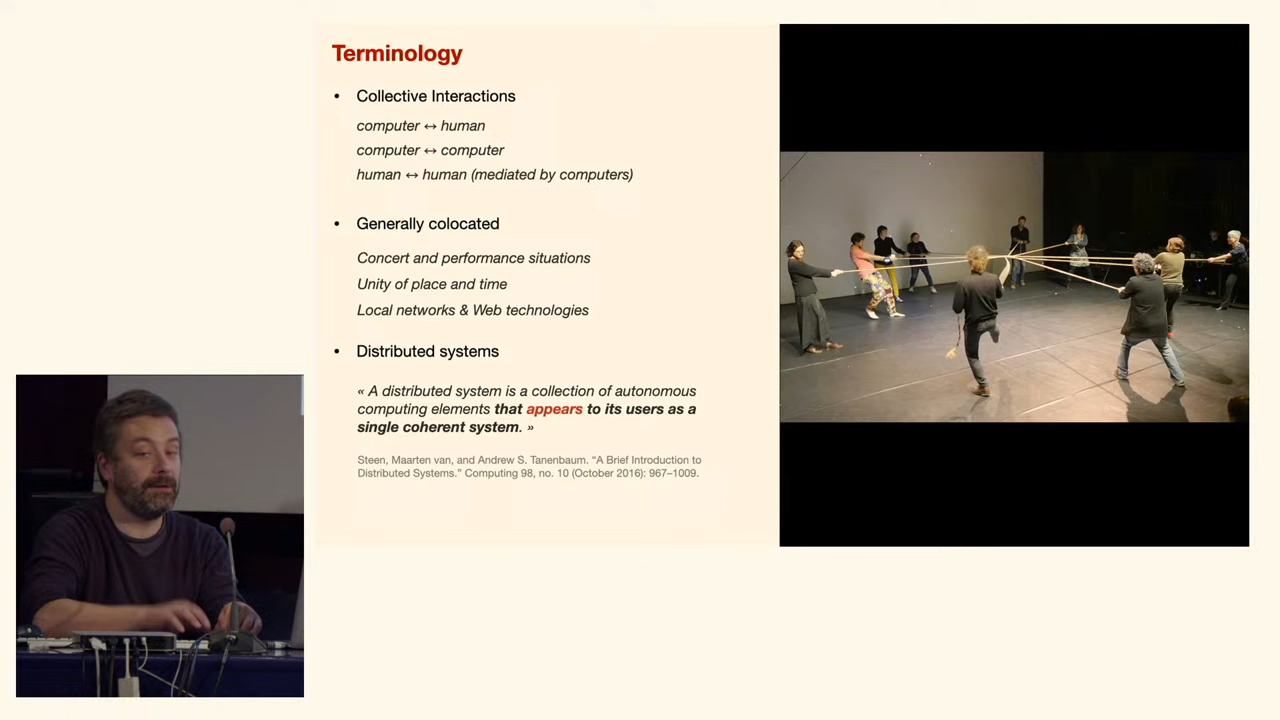 Terminology
• Collective Interactions
computer ↔ human
computer ↔ computer
human ↔ human (mediated by computers)
• Generally colocated
Concert and performance situations
Unity of place and time
Local networks & Web technologies
• Distributed systems
« A distributed system is a collection of autonomous
computing elements that appears to its users as a
single coherent system. »
Steen, Maarten van, and Andrew S. Tanenbaum. “A Brief Introduction to
Distributed Systems.” Computing 98, no. 10 (October 2016): 967–1009.